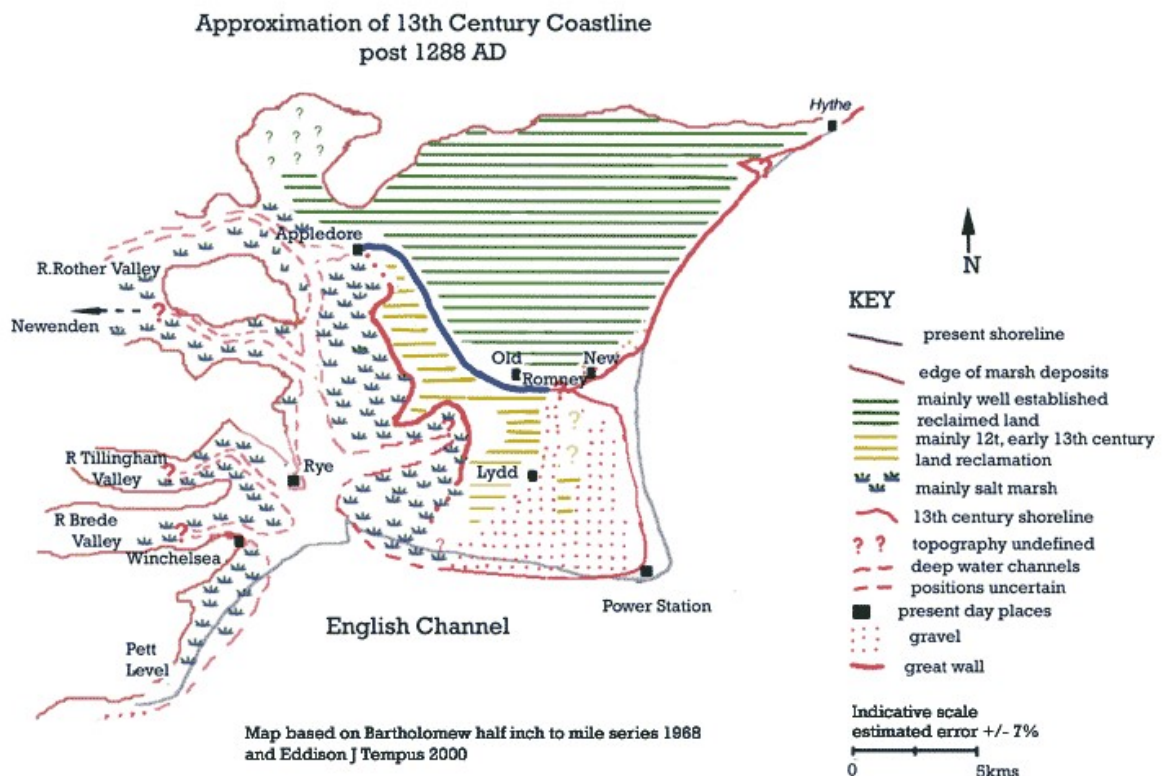 Approximation of 13th Century Coastline
post 1288 AD
Hythe
?
? ?
? ? ?
? ?
Appledore
R.Rother Valley
?
Newenden
N
Old
New
Romney
?
?
?
Lydd
?
R Tillingham
Valley
?
Rye
R Brede
Valley
?
Winchelsea
?
Power Station
English Channel
Pett
Level
KEY
present shoreline
edge of marsh deposits
mainly well established
reclaimed land
mainly 12t, early 13th century
land reclamation
mainly salt marsh
13th century shoreline
? ? topography undefined
deep water channels
positions uncertain
present day places
gravel
great wall
Indicative scale
estimated error +/- 7%
0 5kms
Map based on Bartholomew half inch to mile series 1968
and Eddison J Tempus 2000